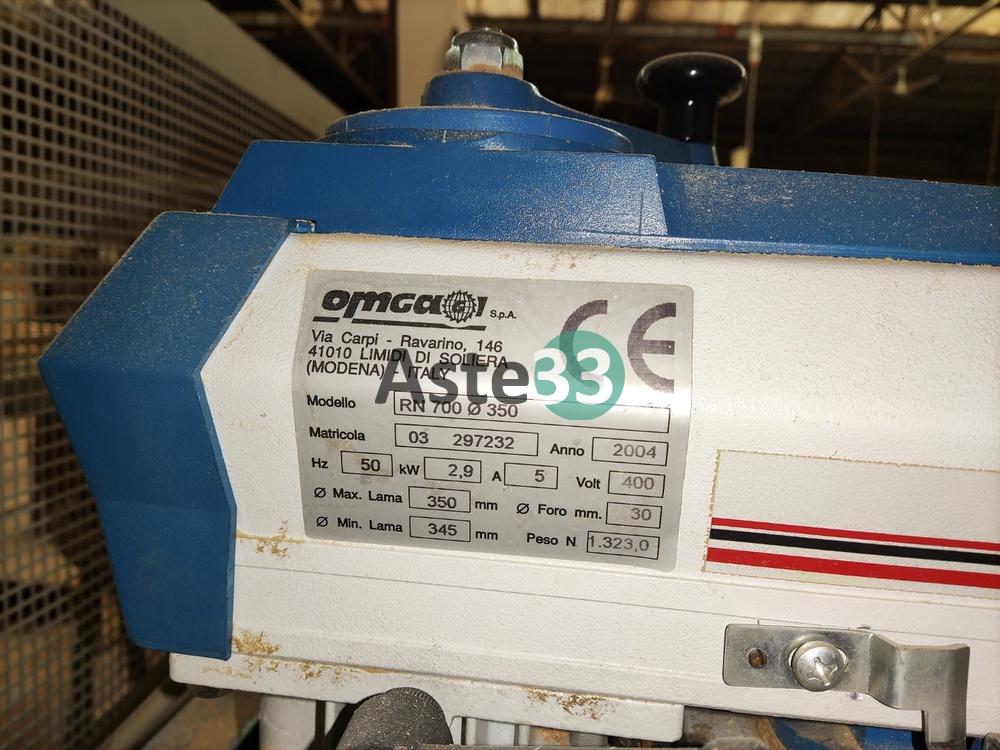 omga S.p.A. CE
Via Carpi - Ravarino, 146
41010 LIMIDI DI SOLIERA
(MODENA) - ITALY
Aste33
Modello RN 700 Ø 350
Matricola 03 297232 Anno 2004
Hz 50 kW 2,9 A 5 Volt 400
Ø Max. Lama 350 mm Ø Foro mm. 30
Ø Min. Lama 345 mm Peso N 1.323,0